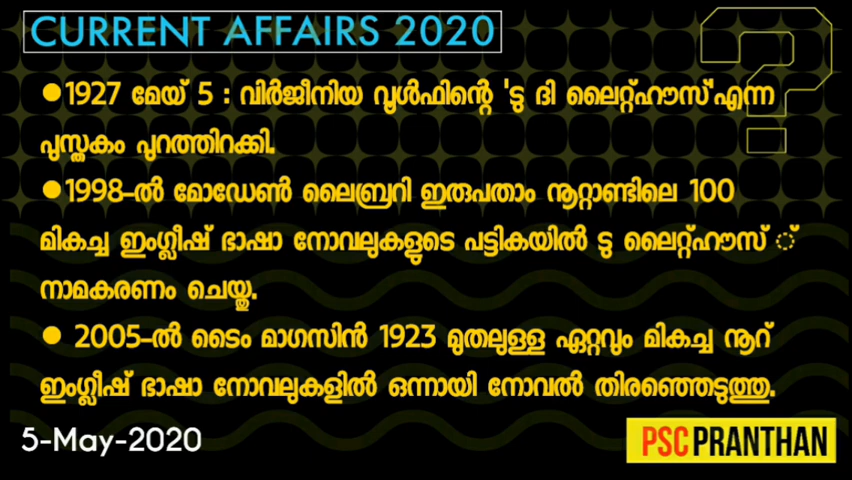 CURRENT AFFAIRS 2020
●1927 മേയ് 5 : വിർജീനിയ വൂൾഫിന്റെ 'ടു ദി ലൈറ്റ്ഹൗസ്'എന്ന
പുസ്തകം പുറത്തിറക്കി.
●1998-ൽ മോഡേൺ ലൈബ്രറി ഇരുപതാം നൂറ്റാണ്ടിലെ 100
മികച്ച ഇംഗ്ലീഷ് ഭാഷാ നോവലുകളുടെ പട്ടികയിൽ ടു ലൈറ്റ്ഹൗസ് ്
നാമകരണം ചെയ്തു.
● 2005-ൽ ടൈം മാഗസിൻ 1923 മുതലുള്ള ഏറ്റവും മികച്ച നൂറ്
ഇംഗ്ലീഷ് ഭാഷാ നോവലുകളിൽ ഒന്നായി നോവൽ തിരഞ്ഞെടുത്തു.
5-May-2020
PSC PRANTHAN